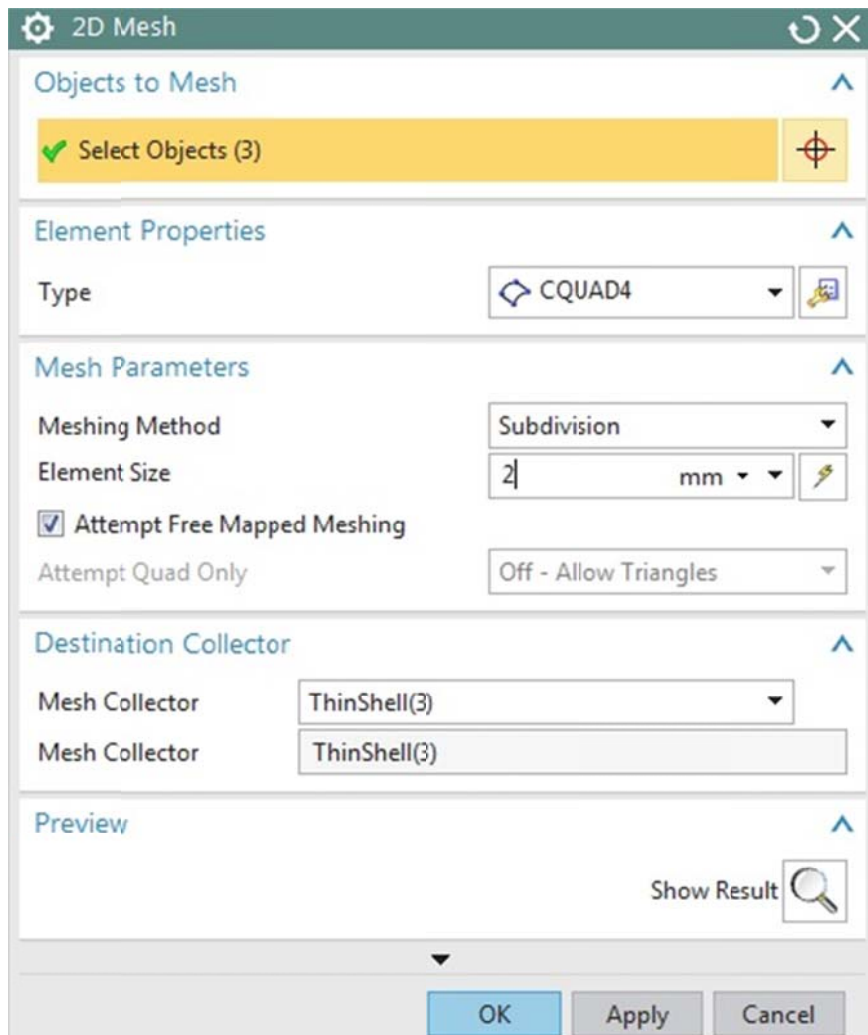 2D Mesh
Objects to Mesh
Select Objects (3)
Element Properties
Type CQUAD4
Mesh Parameters
Meshing Method Subdivision
Element Size 2 mm
Attempt Free Mapped Meshing
Attempt Quad Only Off - Allow Triangles
Destination Collector
Mesh Collector ThinShell(3)
Mesh Collector ThinShell(3)
Preview
Show Result
OK Apply Cancel